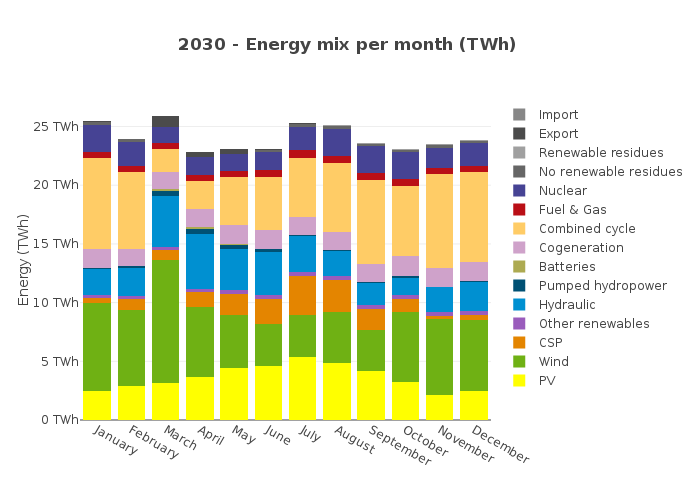 2030 - Energy mix per month (TWh)
Energy (TWh)
25 TWh
20 TWh
15 TWh
10 TWh
5 TWh
0 TWh
January
February
March
April
May
June
July
August
September
October
November
December
Import
Export
Renewable residues
No renewable residues
Nuclear
Fuel & Gas
Combined cycle
Cogeneration
Batteries
Pumped hydropower
Hydraulic
Other renewables
CSP
Wind
PV